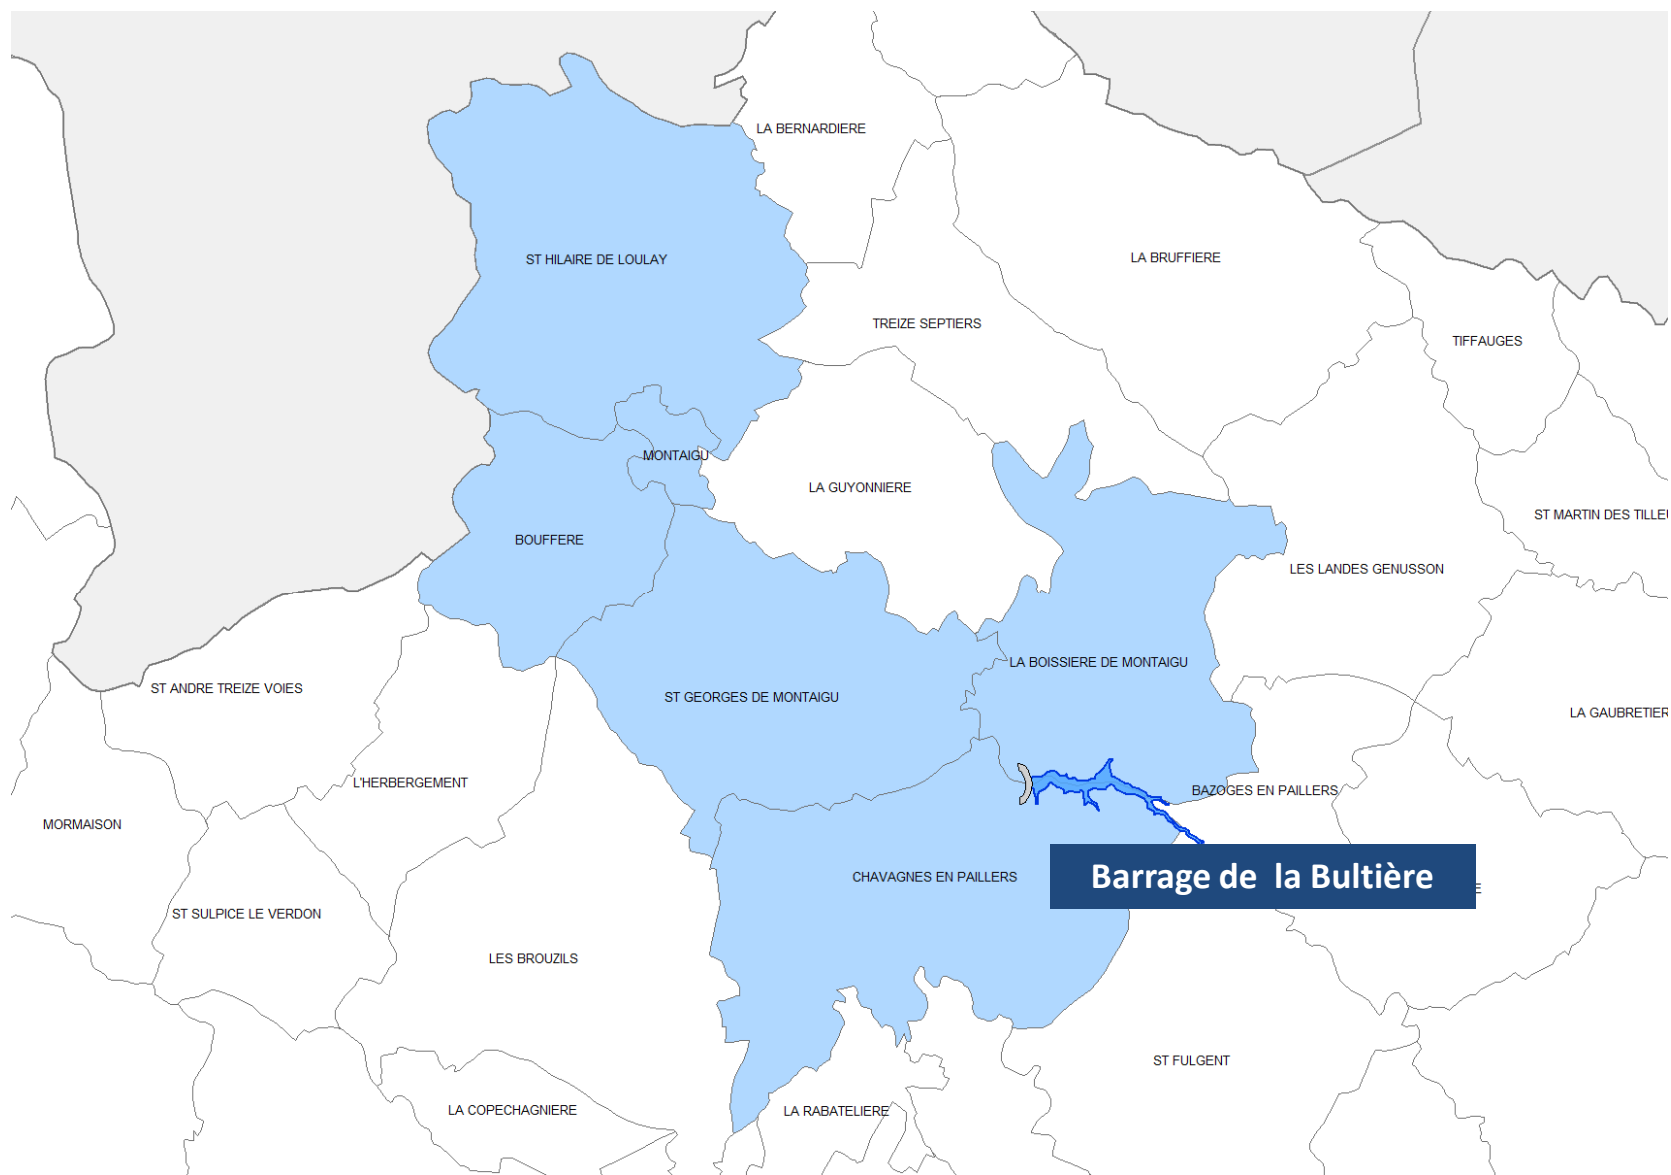 LA BERNARDIERE
ST HILAIRE DE LOULAY
LA BRUFFIERE
TREIZE SEPTIERS
TIFFAUGES
MONTAIGU
LA GUYONNIERE
ST MARTIN DES TILLEU
BOUFFERE
LES LANDES GENUSSON
LA BOISSIERE DE MONTAIGU
ST ANDRE TREIZE VOIES
ST GEORGES DE MONTAIGU
LA GAUBRETIER
L'HERBERGEMENT
BAZOGES EN PAILLERS
MORMAISON
CHAVAGNES EN PAILLERS
Barrage de la Bultière
E
ST SULPICE LE VERDON
LES BROUZILS
ST FULGENT
LA COPECHAGNIERE
LA RABATELIERE